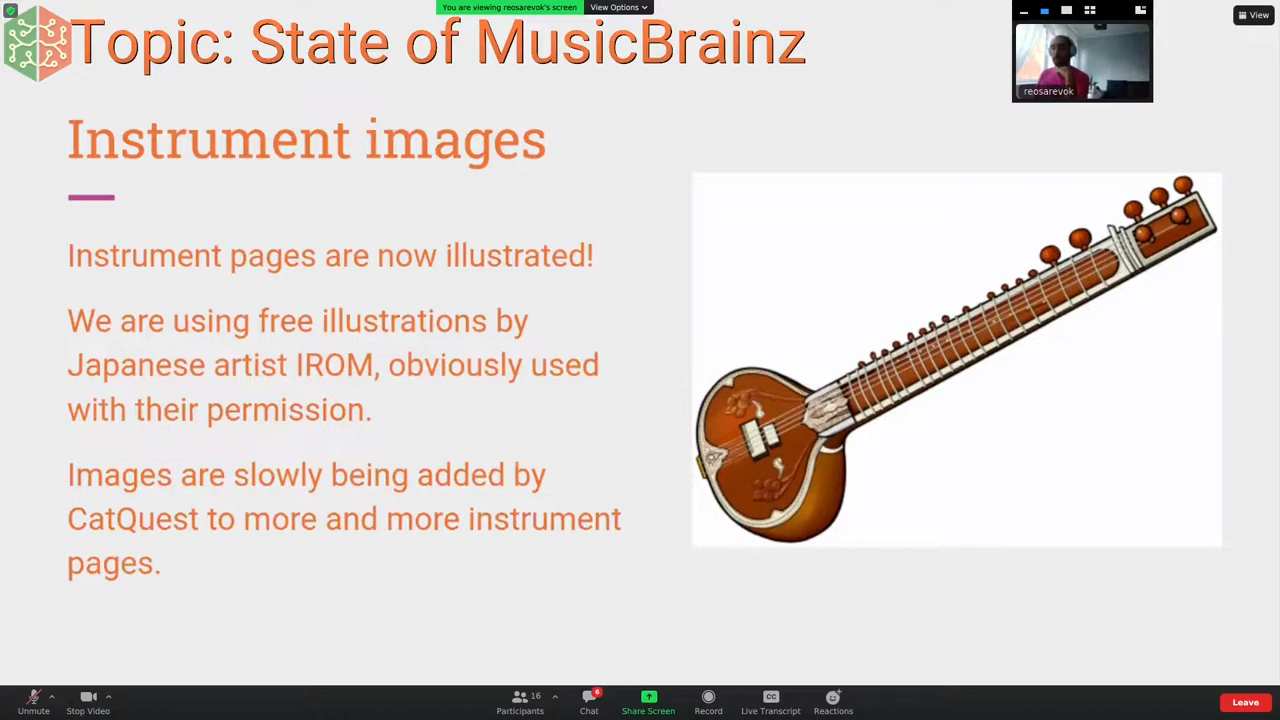 You are viewing reosarevok's screen
View Options
View
Topic: State of MusicBrainz
reosarevok
Instrument images
Instrument pages are now illustrated!
We are using free illustrations by
Japanese artist IROM, obviously used
with their permission.
Images are slowly being added by
CatQuest to more and more instrument
pages.
Unmute
Stop Video
16
Participants
6
Chat
Share Screen
Record
CC
Live Transcript
Reactions
Leave